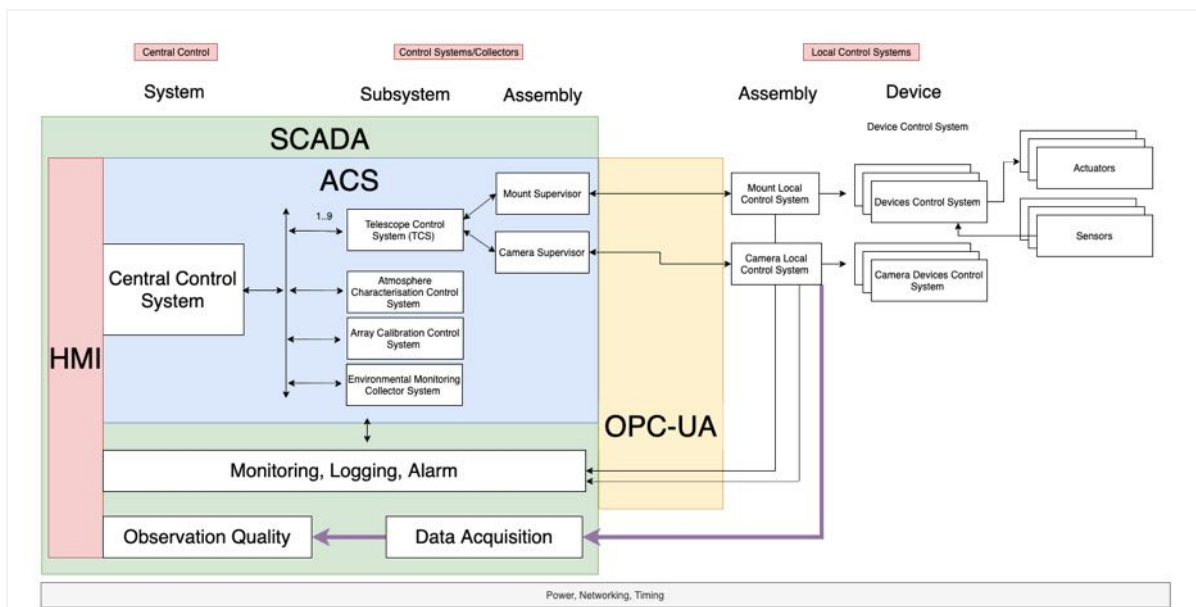 Central Control
Control Systems/Collectors
Local Control Systems
System
Subsystem
Assembly
Assembly
Device
Device Control System
SCADA
ACS
HMI
OPC-UA
Central Control
System
1..9
Telescope Control
System (TCS)
Atmosphere
Characterisation Control
System
Array Calibration Control
System
Environmental Monitoring
Collector System
Mount Supervisor
Camera Supervisor
Mount Local
Control System
Camera Local
Control System
Devices Control System
Camera Devices Control
System
Actuators
Sensors
Monitoring, Logging, Alarm
Observation Quality
Data Acquisition
Power, Networking, Timing